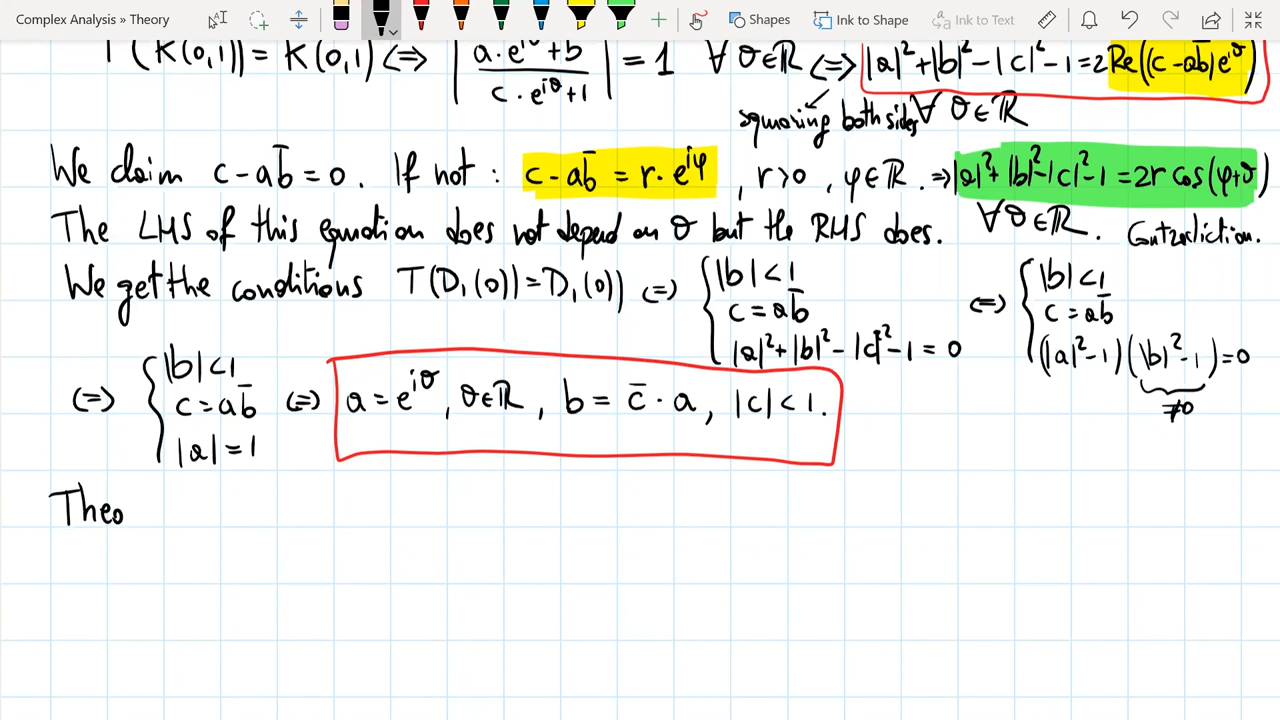 Complex Analysis » Theory
Shapes
Ink to Shape
Ink to Text
T(K(0,1)) = K(0,1) <=> |(a·e^{iθ}+b)/(c·e^{iθ}+1)| = 1 ∀ θ∈ℝ <=> |a|²+|b|²-|c|²-1=2Re((c-ab̄)e^{iθ})
squaring both sides ∀ θ∈ℝ
We claim c-ab̄=0. If not: c-ab̄=r·e^{iφ}, r>0, φ∈ℝ. ⇒ |a|²+|b|²-|c|²-1=2r cos(φ+θ)
The LHS of this equation does not depend on θ but the RHS does. ∀θ∈ℝ. Contradiction.
We get the conditions T(D₁(0))=D₁(0)) <=> { |b|<1 <=> { |b|<1
c=ab̄ c=ab̄
|a|²+|b|²-|c|²-1=0 (|a|²-1)(|b|²-1)=0
≠0
<=> { |b|<1
c=ab̄ <=> a=e^{iθ}, θ∈ℝ, b= c̄·a, |c|<1.
|a|=1
Theo